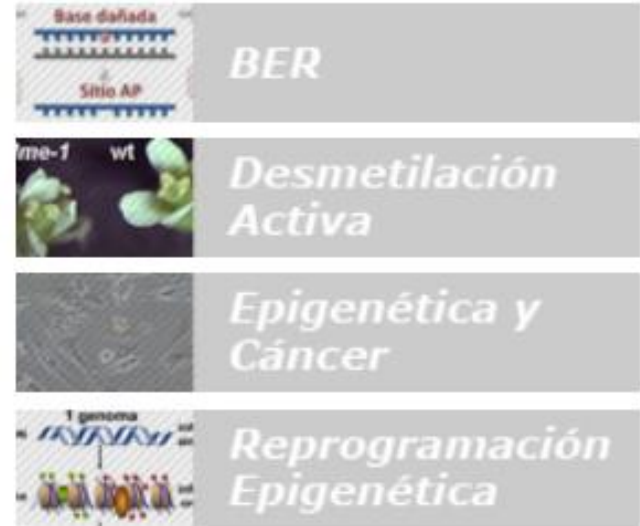 Base dañada
Sitio AP
BER
wt
Desmetilación
Activa
Epigenética y
Cáncer
1 genoma
Reprogramación
Epigenética